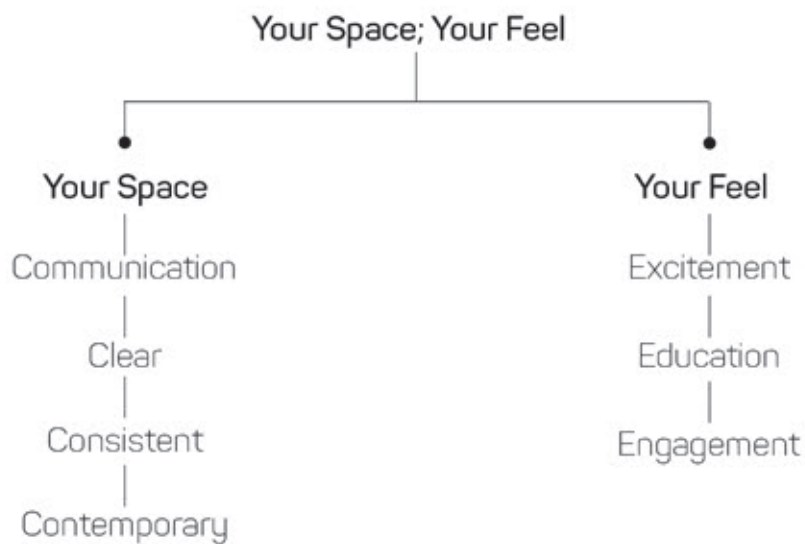 Your Space; Your Feel
Your Space
Communication
Clear
Consistent
Contemporary
Your Feel
Excitement
Education
Engagement